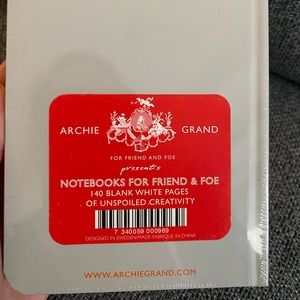 ARCHIE GRAND
FOR FRIEND AND FOE
presents
NOTEBOOKS FOR FRIEND & FOE
140 BLANK WHITE PAGES
OF UNSPOILED CREATIVITY
7 340059 000969
DESIGNED IN SWEDEN/MADE-FABRIQUE IN CHINA
WWW.ARCHIEGRAND.COM